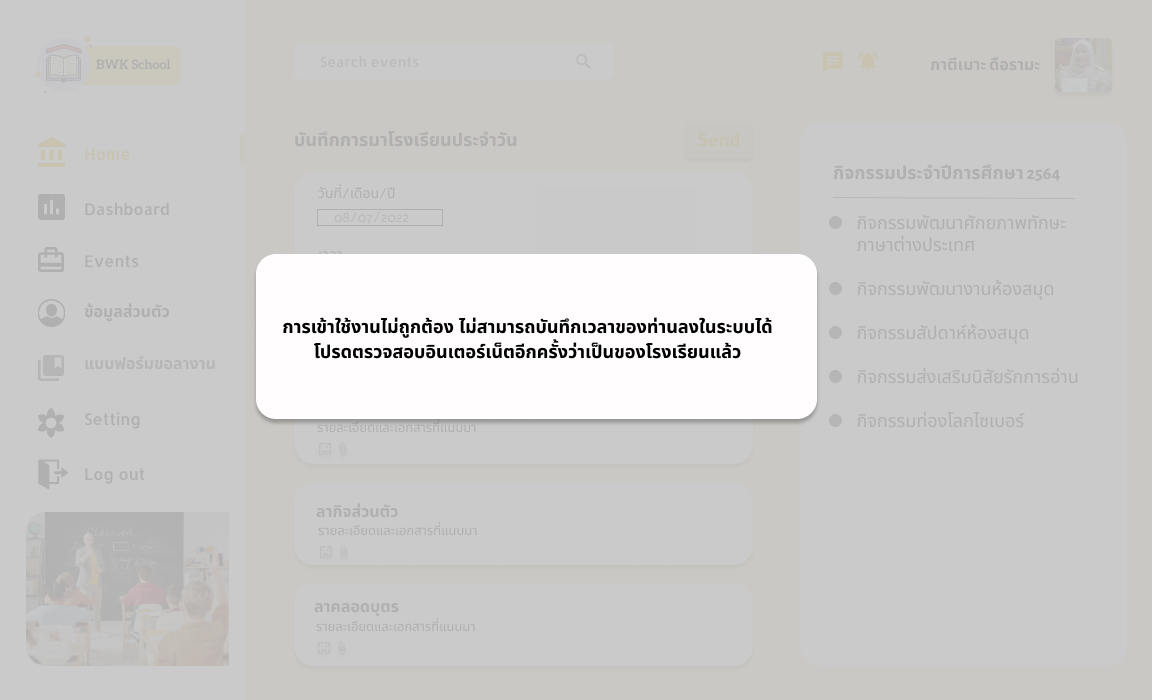 BWK School
Search events
ภาตีเมาะ ดือรามะ
Home
Dashboard
Events
ข้อมูลส่วนตัว
แบบฟอร์มขอลางาน
Setting
Log out
บันทึกการมาโรงเรียนประจำวัน
Send
วันที่/เดือน/ปี
08/07/2022
การเข้าใช้งานไม่ถูกต้อง ไม่สามารถบันทึกเวลาของท่านลงในระบบได้
โปรดตรวจสอบอินเตอร์เน็ตอีกครั้งว่าเป็นของโรงเรียนแล้ว
รายละเอียดและเอกสารที่แนบมา
ลากิจส่วนตัว
รายละเอียดและเอกสารที่แนบมา
ลาคลอดบุตร
รายละเอียดและเอกสารที่แนบมา
กิจกรรมประจำปีการศึกษา 2564
กิจกรรมพัฒนาศักยภาพทักษะ
ภาษาต่างประเทศ
กิจกรรมพัฒนางานห้องสมุด
กิจกรรมสัปดาห์ห้องสมุด
กิจกรรมส่งเสริมนิสัยรักการอ่าน
กิจกรรมท่องโลกไซเบอร์